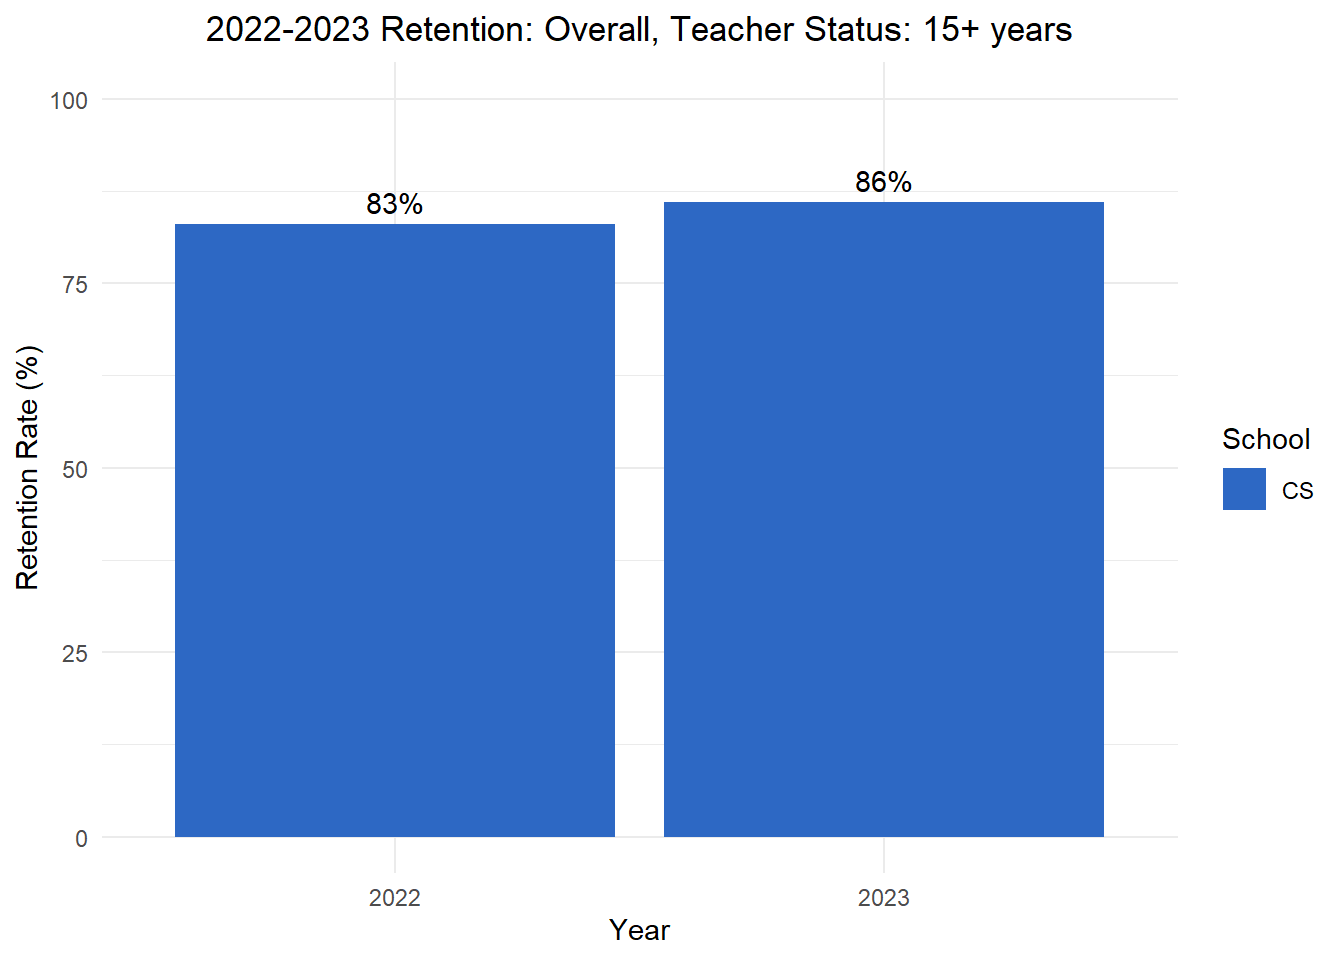 2022-2023 Retention: Overall, Teacher Status: 15+ years
100
75
50
25
0
Retention Rate (%)
83%
86%
2022
2023
Year
School
CS